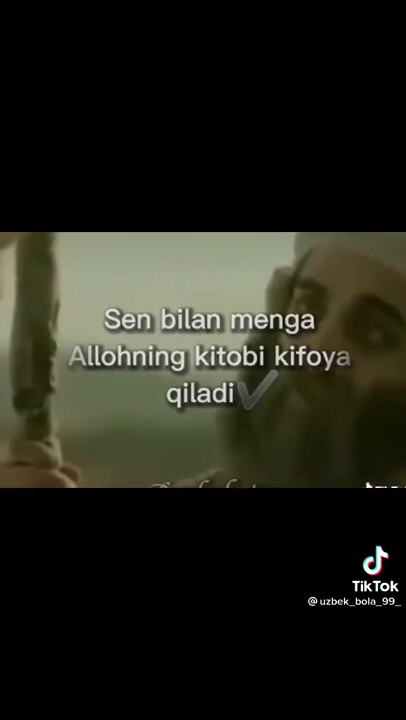 Sen bilan menga
Allohning kitobi kifoya
qiladi✔
TikTok
@uzbek_bola_99_